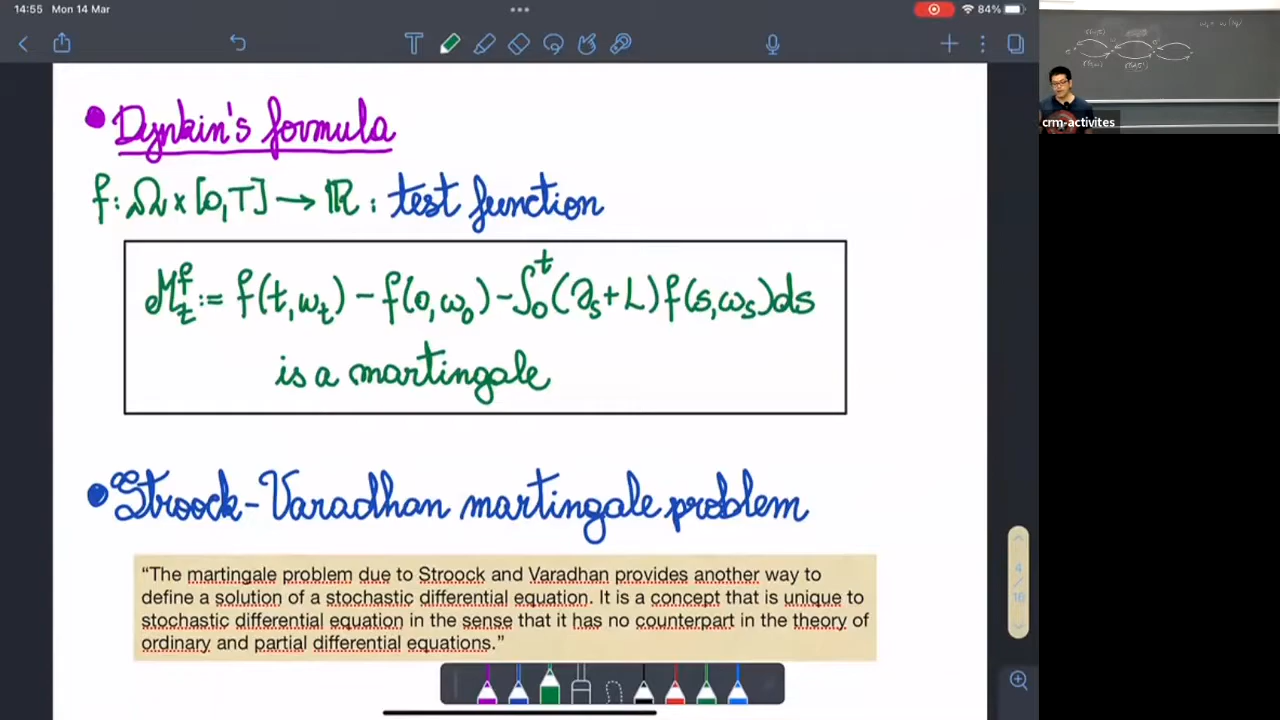 14:55 Mon 14 Mar
84%
• Dynkin's formula
f: Ω × [0,T] → ℝ : test function
M_t^f := f(t,ω_t) − f(0,ω_0) − ∫_0^t (∂_s + L) f(s,ω_s) ds
is a martingale
• Stroock-Varadhan martingale problem
“The martingale problem due to Stroock and Varadhan provides another way to
define a solution of a stochastic differential equation. It is a concept that is unique to
stochastic differential equation in the sense that it has no counterpart in the theory of
ordinary and partial differential equations.”
4
/
16
crm-activites